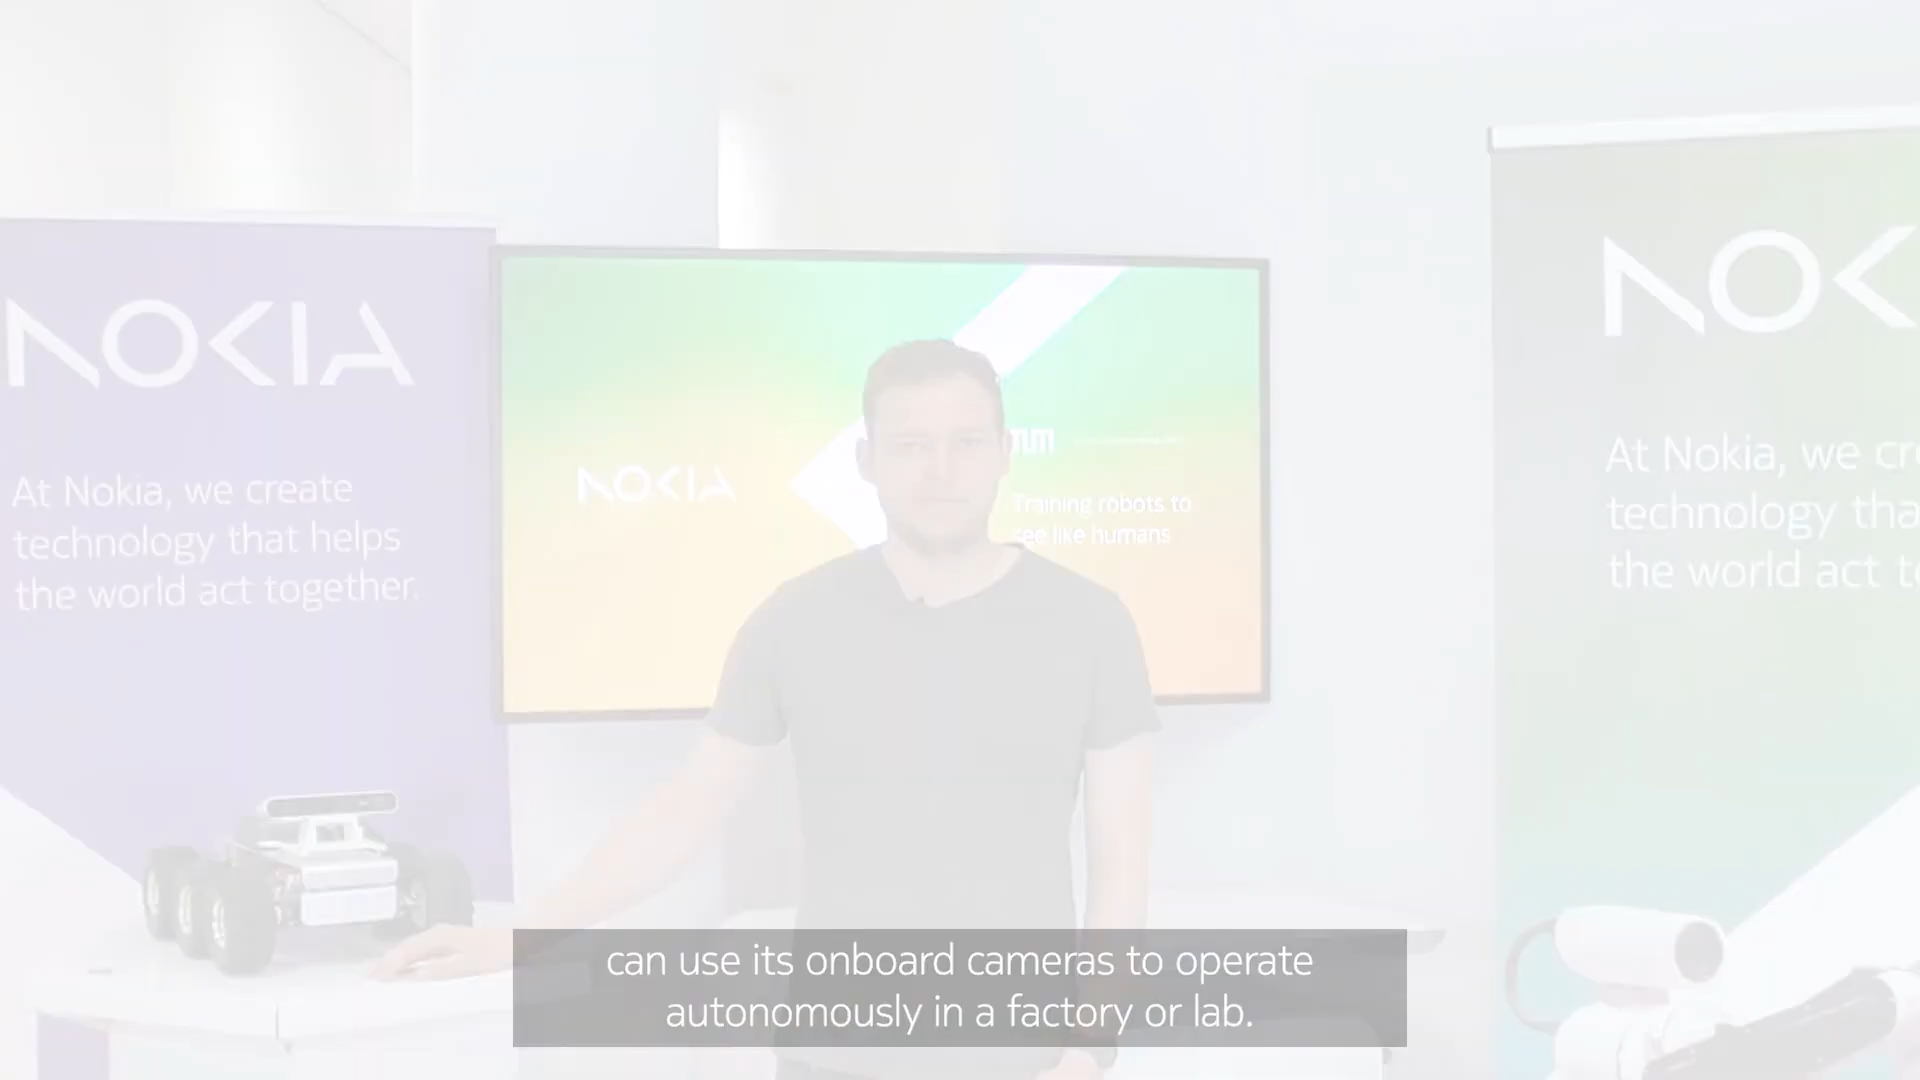 NOKIA
At Nokia, we create
technology that helps
the world act together.
NOKIA
Training robots to
see like humans
NOK
At Nokia, we cre
technology tha
the world act t
can use its onboard cameras to operate
autonomously in a factory or lab.